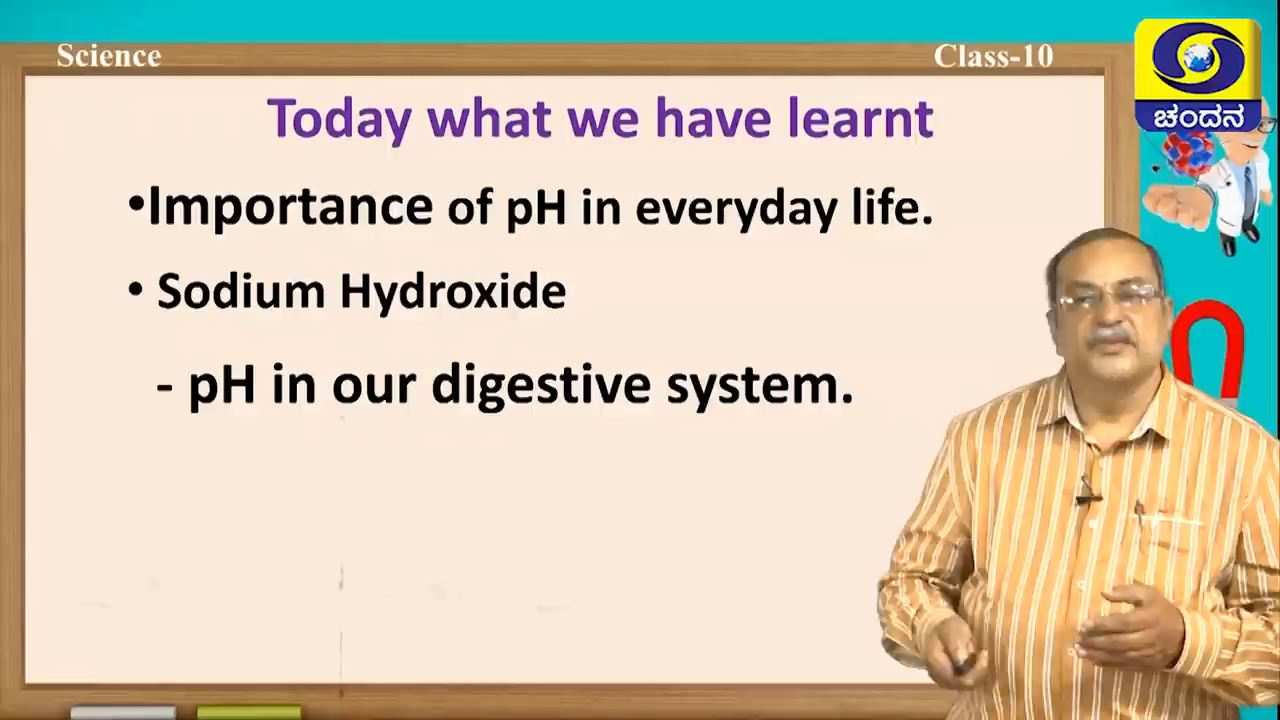 Science
Class-10
ಚಂದನ
Today what we have learnt
•Importance of pH in everyday life.
• Sodium Hydroxide
- pH in our digestive system.